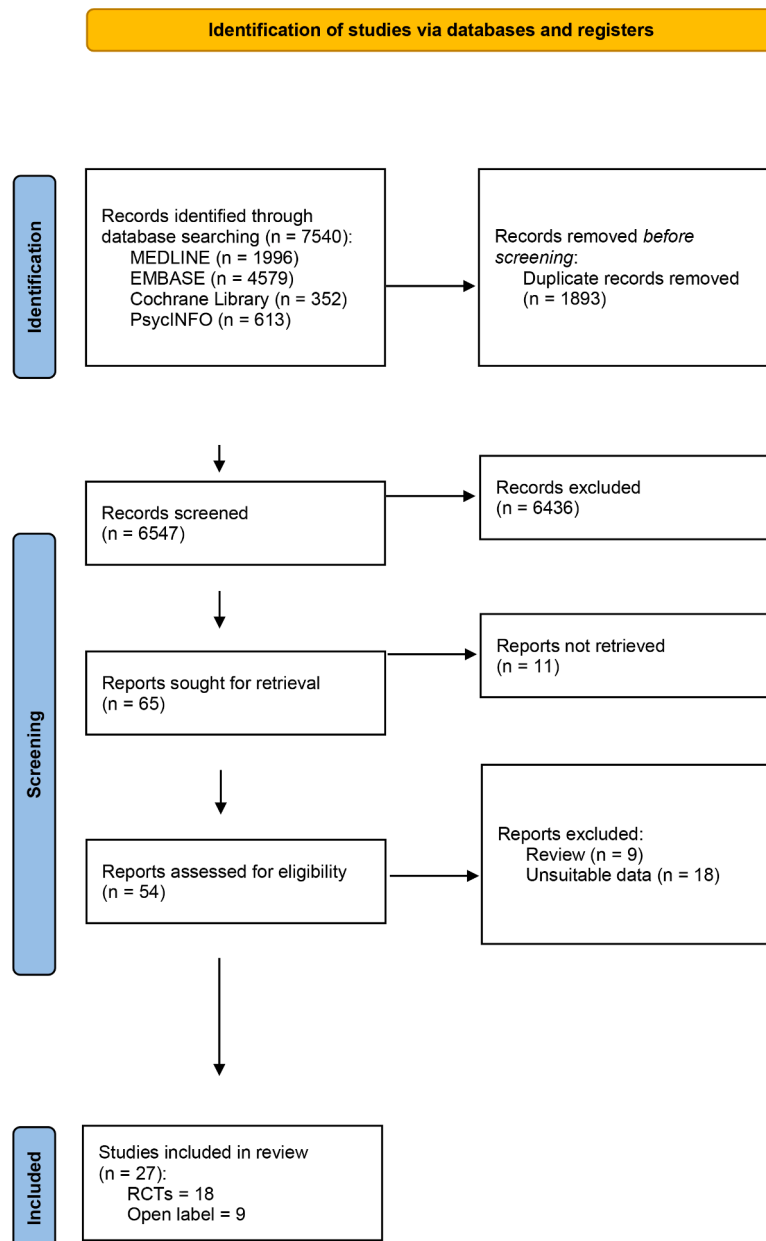 Identification of studies via databases and registers
Identification
Records identified through
database searching (n = 7540):
MEDLINE (n = 1996)
EMBASE (n = 4579)
Cochrane Library (n = 352)
PsycINFO (n = 613)
Records removed before
screening:
Duplicate records removed
(n = 1893)
Screening
Records screened
(n = 6547)
Records excluded
(n = 6436)
Reports sought for retrieval
(n = 65)
Reports not retrieved
(n = 11)
Reports assessed for eligibility
(n = 54)
Reports excluded:
Review (n = 9)
Unsuitable data (n = 18)
Included
Studies included in review
(n = 27):
RCTs = 18
Open label = 9